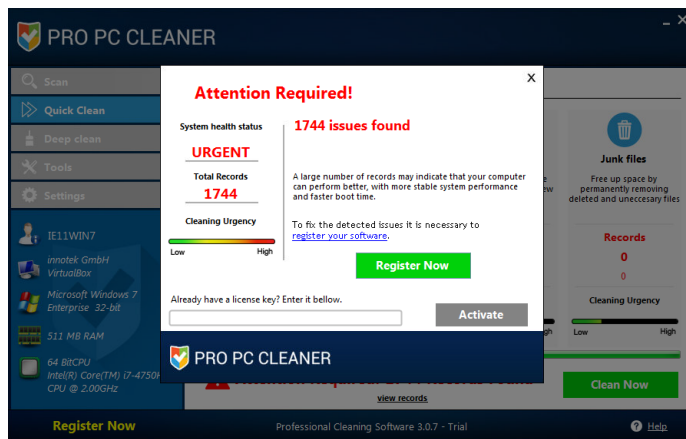 PRO PC CLEANER
Scan
Quick Clean
Deep clean
Tools
Settings
IE11WIN7
innotek GmbH
VirtualBox
Microsoft Windows 7
Enterprise 32-bit
511 MB RAM
64 BitCPU
Intel(R) Core(TM) i7-4750H
CPU @ 2.00GHz
Register Now
x
Attention Required!
System health status
URGENT
Total Records
1744
Cleaning Urgency
Low High
1744 issues found
A large number of records may indicate that your computer
can perform better, with more stable system performance
and faster boot time.
To fix the detected issues it is necessary to
register your software.
Register Now
Already have a license key? Enter it bellow.
Activate
PRO PC CLEANER
view records
Junk files
Free up space by
permanently removing
deleted and uneccesary files
Records
0
0
Cleaning Urgency
Low High
Clean Now
Professional Cleaning Software 3.0.7 - Trial
Help